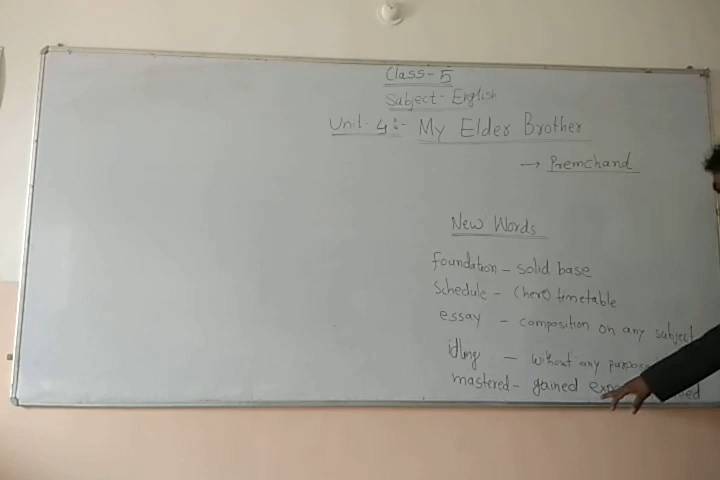 Class - 5
Subject - English
Unit - 4 :- My Elder Brother
→ Premchand
New Words
foundation - solid base
Schedule - (here) timetable
essay - composition on any subject
idling - without any purpose
mastered - gained